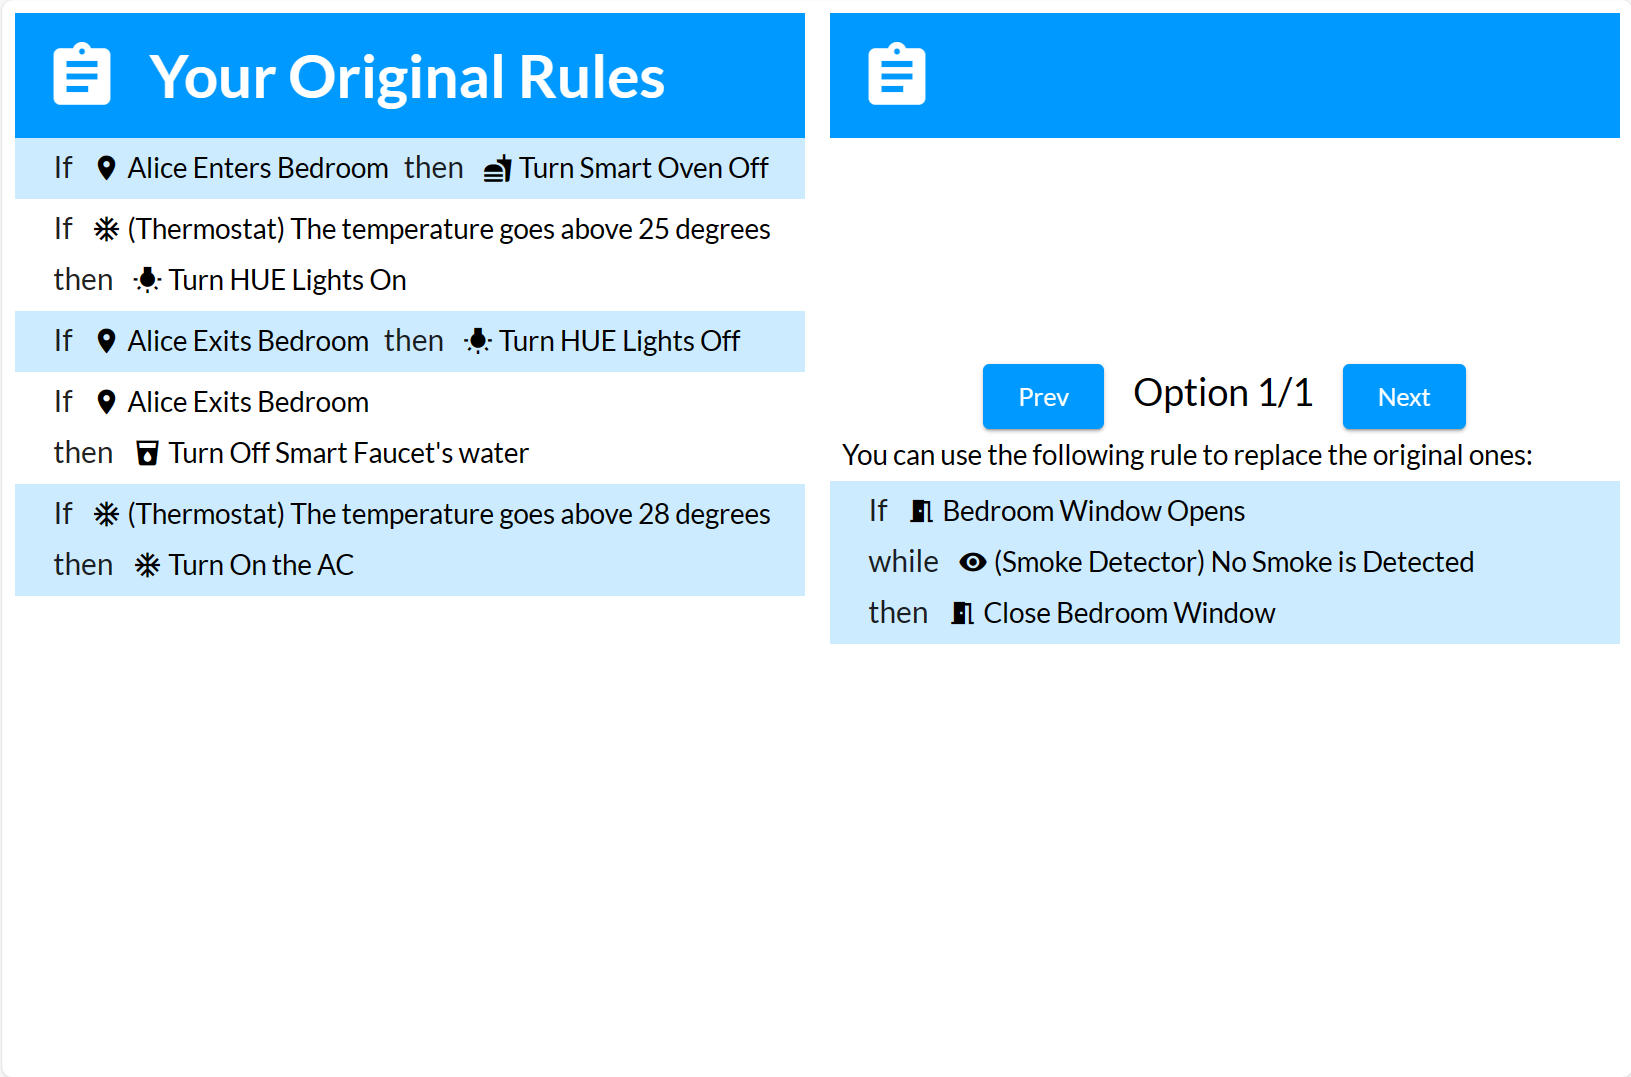 Your Original Rules
If Alice Enters Bedroom then Turn Smart Oven Off
If (Thermostat) The temperature goes above 25 degrees
then Turn HUE Lights On
If Alice Exits Bedroom then Turn HUE Lights Off
If Alice Exits Bedroom
then Turn Off Smart Faucet's water
If (Thermostat) The temperature goes above 28 degrees
then Turn On the AC
Prev Option 1/1 Next
You can use the following rule to replace the original ones:
If Bedroom Window Opens
while (Smoke Detector) No Smoke is Detected
then Close Bedroom Window